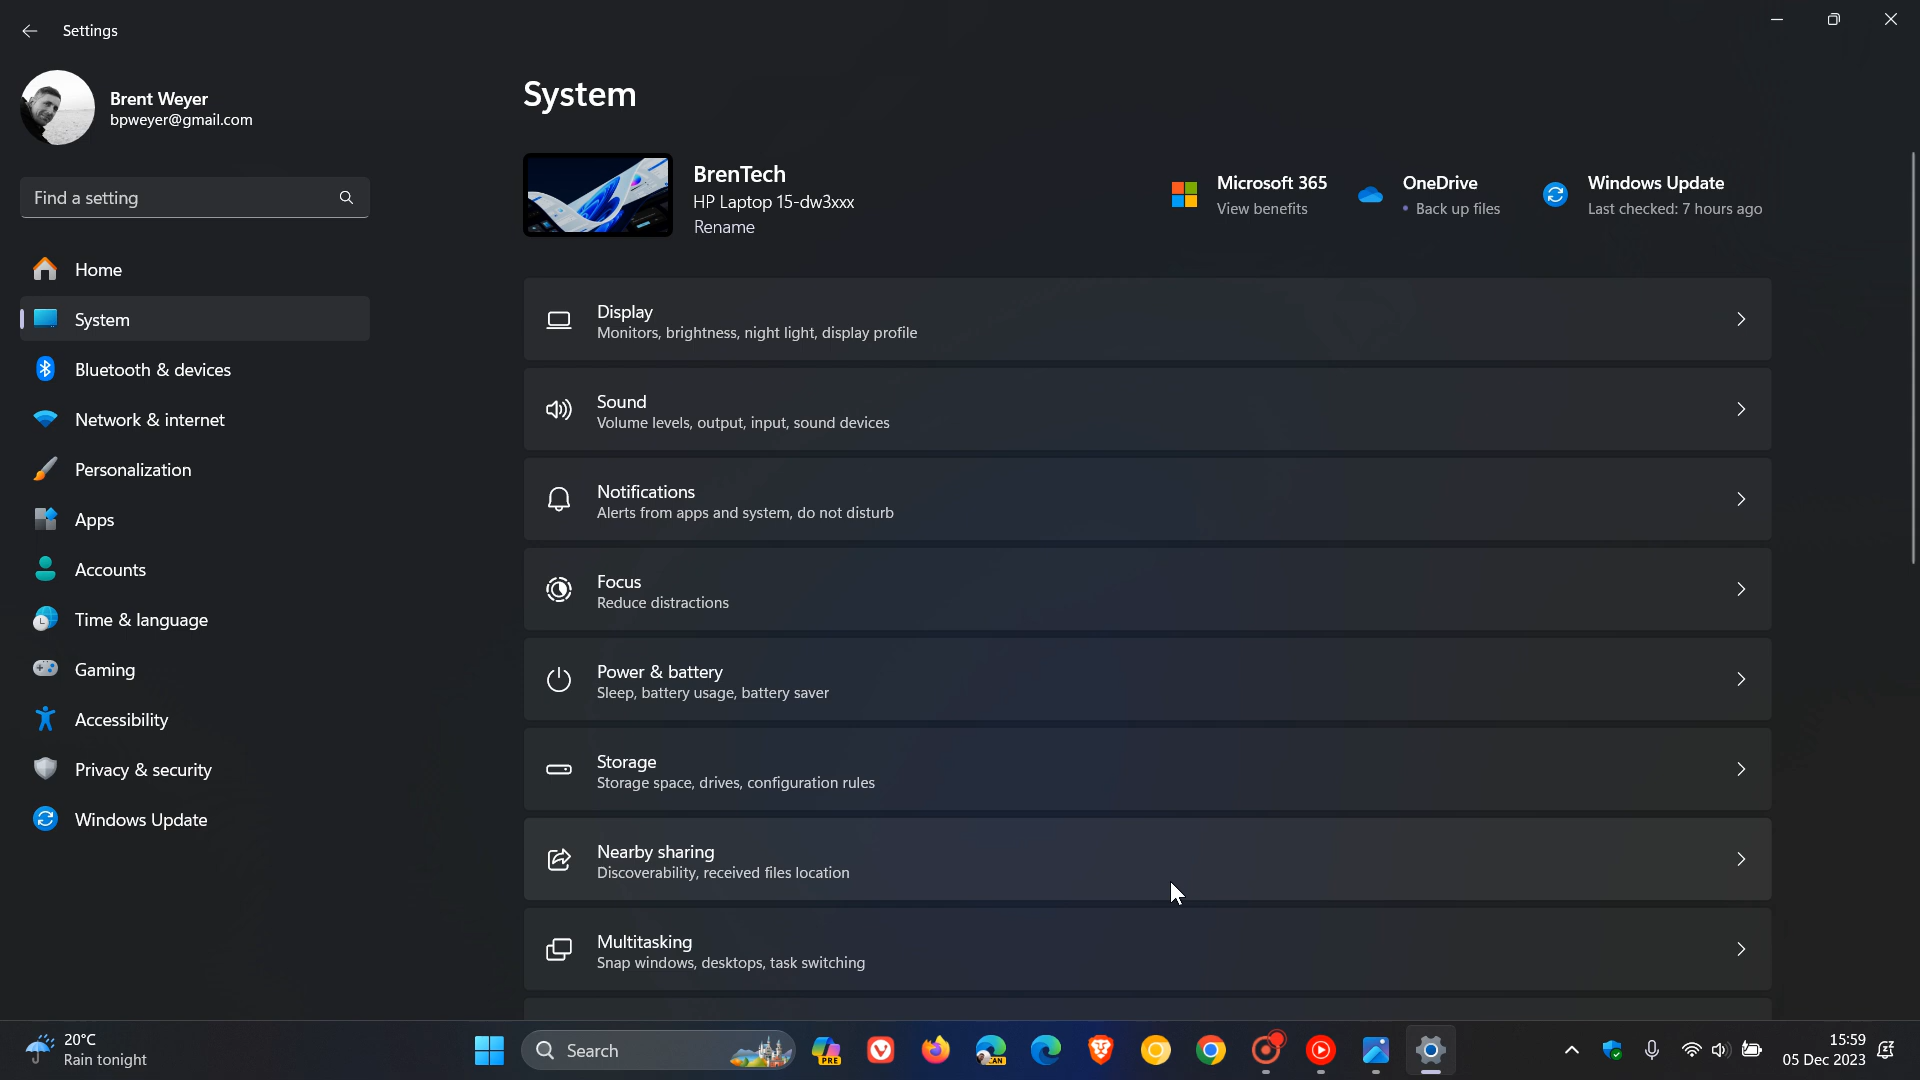 Settings
Brent Weyer
bpweyer@gmail.com
Find a setting
Home
System
Bluetooth & devices
Network & internet
Personalization
Apps
Accounts
Time & language
Gaming
Accessibility
Privacy & security
Windows Update
System
BrenTech
HP Laptop 15-dw3xxx
Rename
Microsoft 365
View benefits
OneDrive
• Back up files
Windows Update
Last checked: 7 hours ago
Display
Monitors, brightness, night light, display profile
Sound
Volume levels, output, input, sound devices
Notifications
Alerts from apps and system, do not disturb
Focus
Reduce distractions
Power & battery
Sleep, battery usage, battery saver
Storage
Storage space, drives, configuration rules
Nearby sharing
Discoverability, received files location
Multitasking
Snap windows, desktops, task switching
20°C
Rain tonight
Search
PRE
CAN
15:59
05 Dec 2023